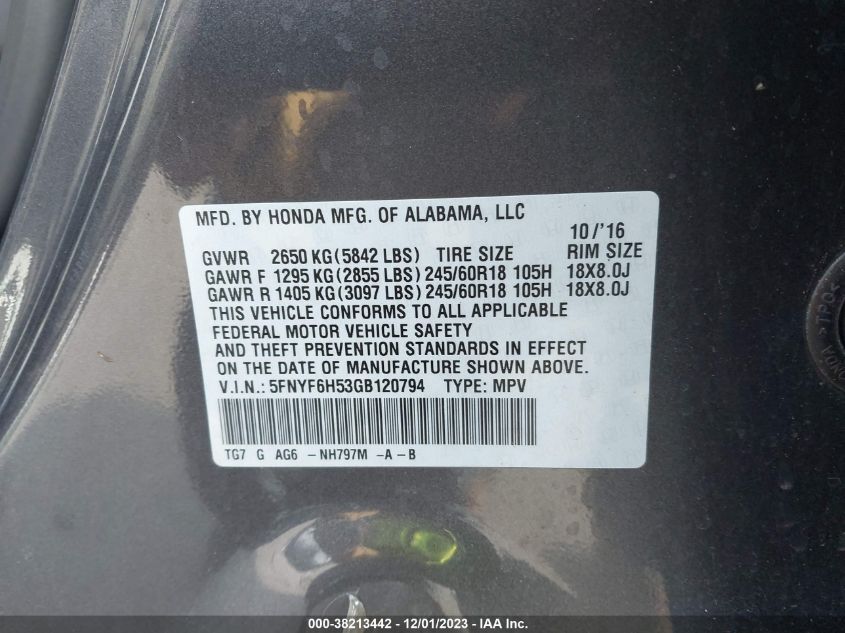 MFD. BY HONDA MFG. OF ALABAMA, LLC
10/'16
GVWR 2650 KG(5842 LBS) TIRE SIZE RIM SIZE
GAWR F 1295 KG(2855 LBS) 245/60R18 105H 18X8.0J
GAWR R 1405 KG(3097 LBS) 245/60R18 105H 18X8.0J
THIS VEHICLE CONFORMS TO ALL APPLICABLE
FEDERAL MOTOR VEHICLE SAFETY
AND THEFT PREVENTION STANDARDS IN EFFECT
ON THE DATE OF MANUFACTURE SHOWN ABOVE.
V.I.N.: 5FNYF6H53GB120794 TYPE: MPV
TG7 G AG6 -NH797M -A-B
HONDA
000-38213442 - 12/01/2023 - IAA Inc.